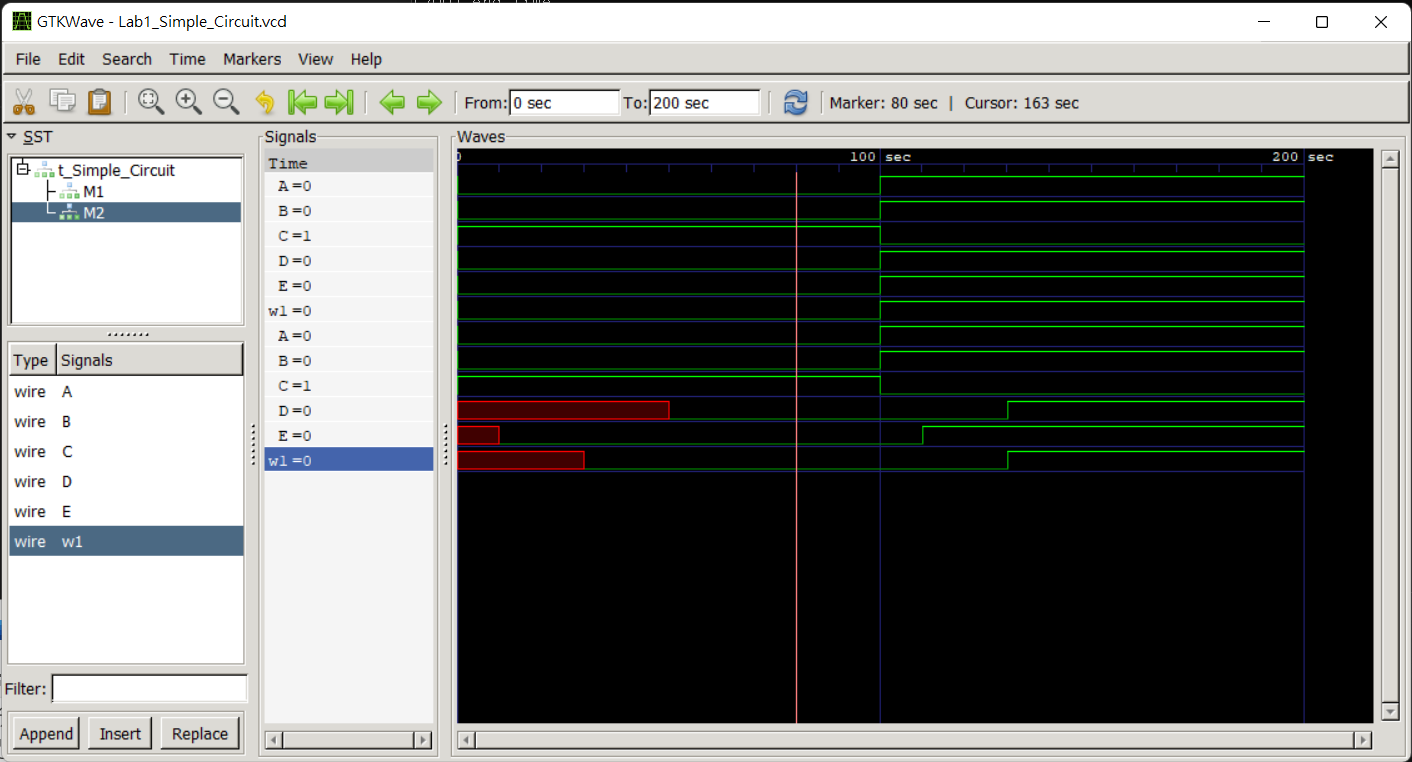 GTKWave - Lab1_Simple_Circuit.vcd
File Edit Search Time Markers View Help
From: 0 sec To: 200 sec Marker: 80 sec | Cursor: 163 sec
SST
t_Simple_Circuit
M1
M2
Type Signals
wire A
wire B
wire C
wire D
wire E
wire w1
Filter:
Append Insert Replace
Signals
Time
A =0
B =0
C =1
D =0
E =0
w1 =0
A =0
B =0
C =1
D =0
E =0
w1 =0
Waves
0 100 sec 200 sec